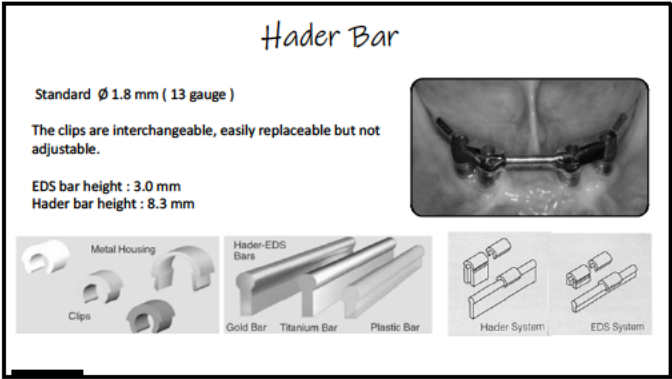 Hader Bar
Standard Ø 1.8 mm ( 13 gauge )
The clips are interchangeable, easily replaceable but not
adjustable.
EDS bar height : 3.0 mm
Hader bar height : 8.3 mm
Metal Housing
Clips
Hader-EDS
Bars
Gold Bar
Titanium Bar
Plastic Bar
Hader System
EDS System